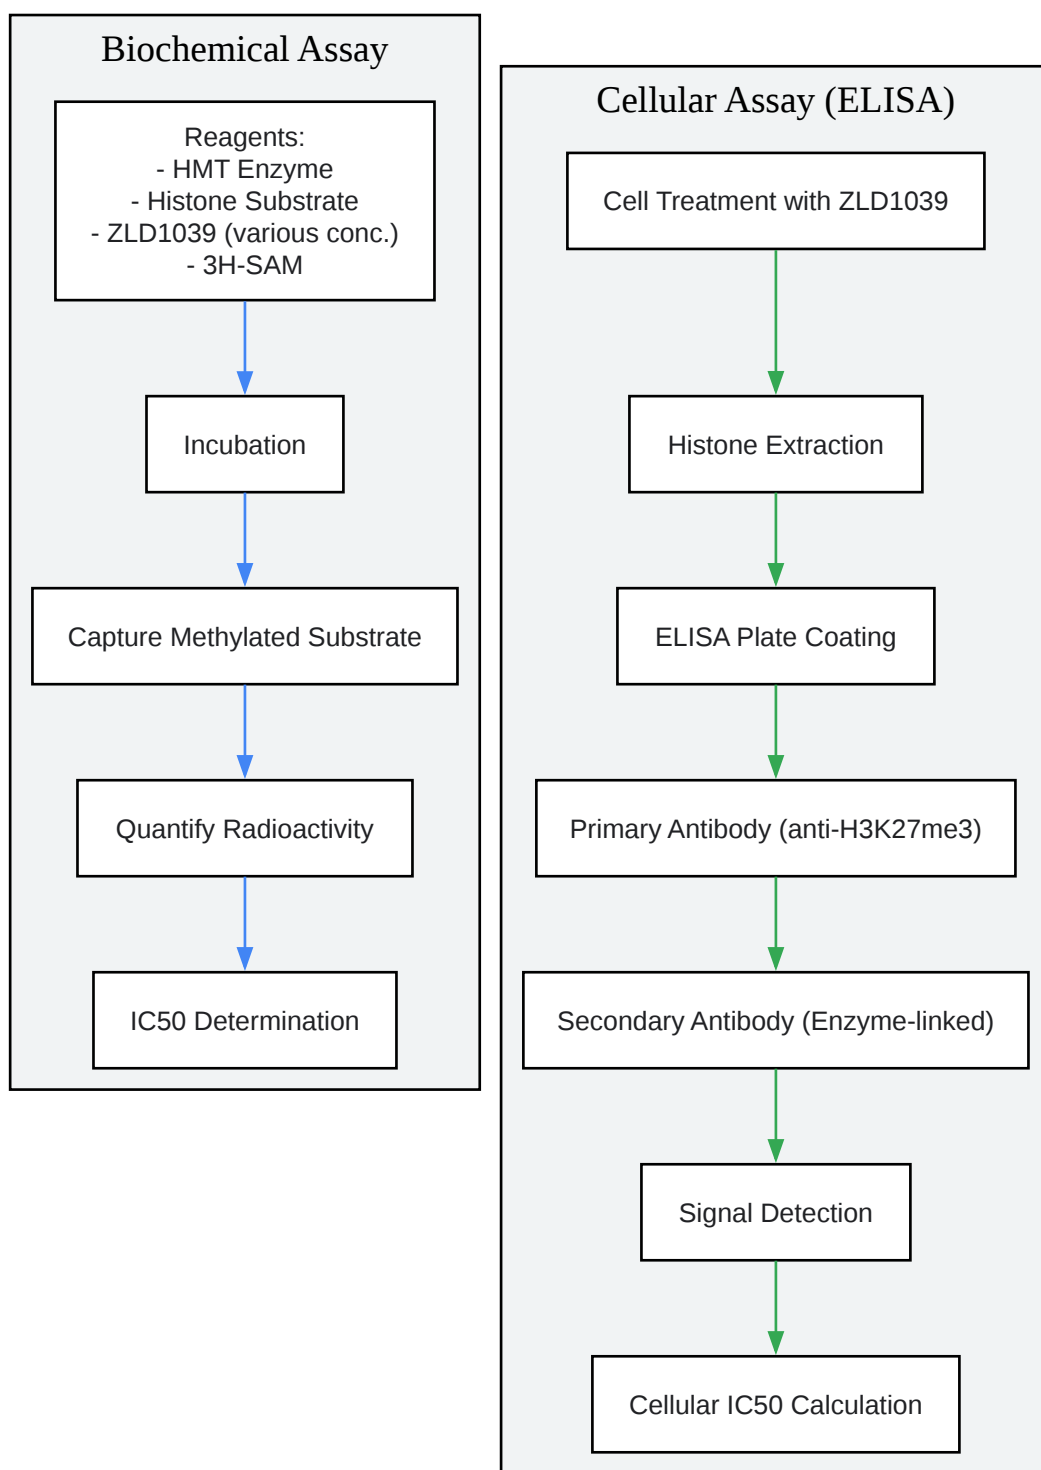 Biochemical Assay
Reagents:
- HMT Enzyme
- Histone Substrate
- ZLD1039 (various conc.)
- 3H-SAM
Incubation
Capture Methylated Substrate
Quantify Radioactivity
IC50 Determination
Cellular Assay (ELISA)
Cell Treatment with ZLD1039
Histone Extraction
ELISA Plate Coating
Primary Antibody (anti-H3K27me3)
Secondary Antibody (Enzyme-linked)
Signal Detection
Cellular IC50 Calculation